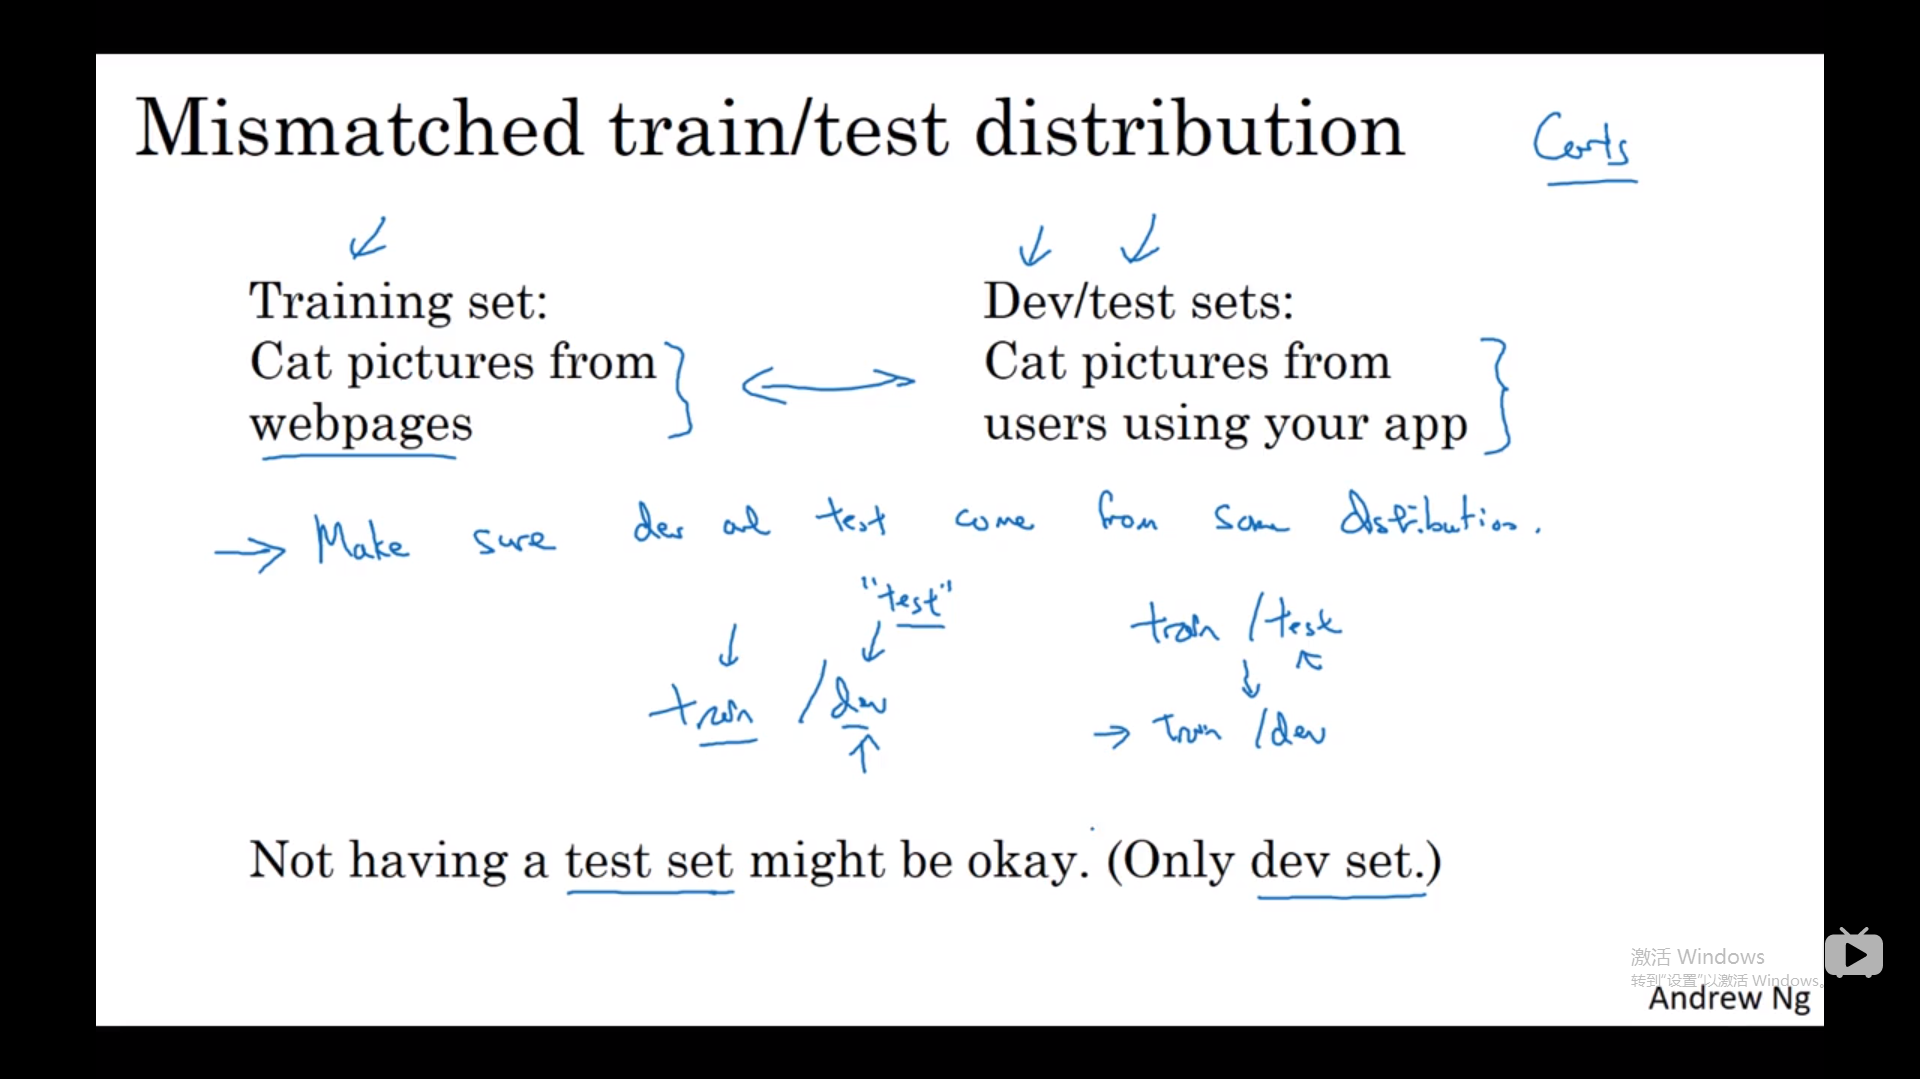 Mismatched train/test distribution
Cats
Training set:
Cat pictures from
webpages
Dev/test sets:
Cat pictures from
users using your app
→ Make sure dev and test come from same distribution.
"test"
train / dev
train / test
→ train / dev
Not having a test set might be okay. (Only dev set.)
激活 Windows
转到“设置”以激活 Windows。
Andrew Ng